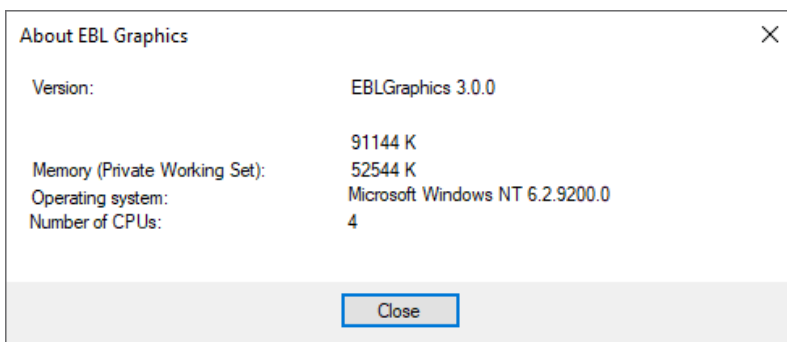 About EBL Graphics
Version: EBLGraphics 3.0.0
91144 K
Memory (Private Working Set): 52544 K
Operating system: Microsoft Windows NT 6.2.9200.0
Number of CPUs: 4
Close